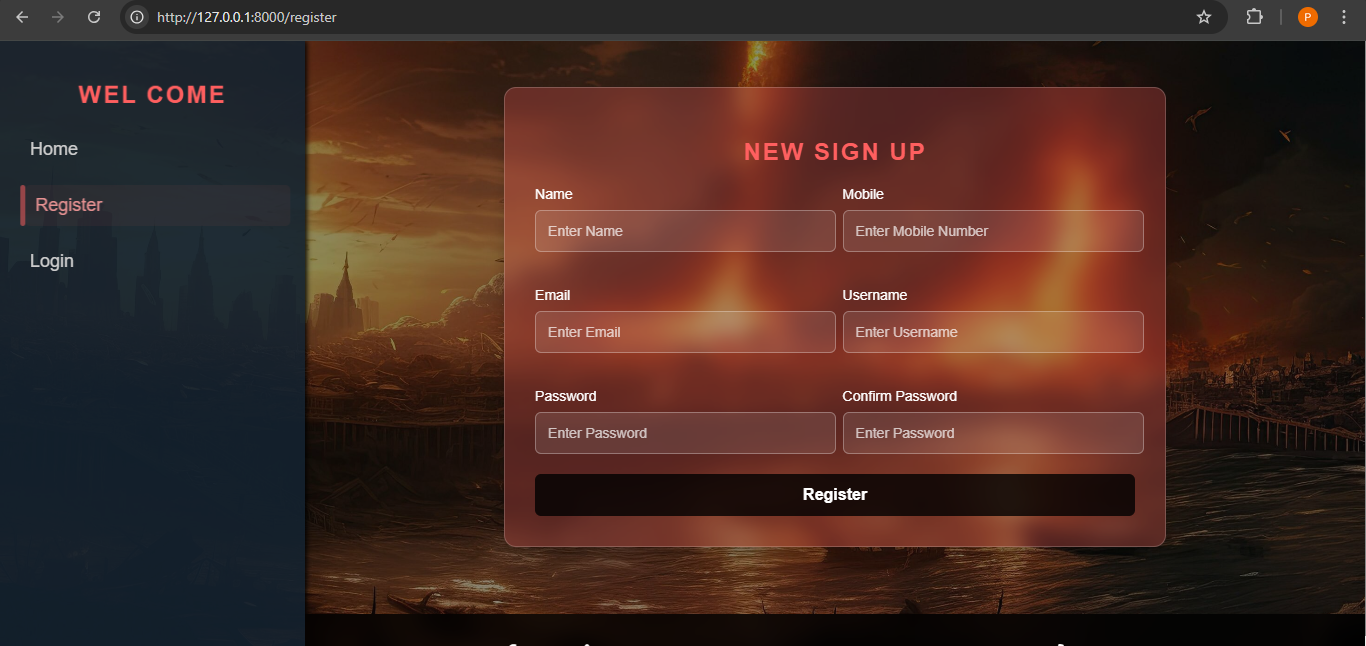 http://127.0.0.1:8000/register
P
WEL COME
Home
Register
Login
NEW SIGN UP
Name
Mobile
Enter Name
Enter Mobile Number
Email
Username
Enter Email
Enter Username
Password
Confirm Password
Enter Password
Enter Password
Register